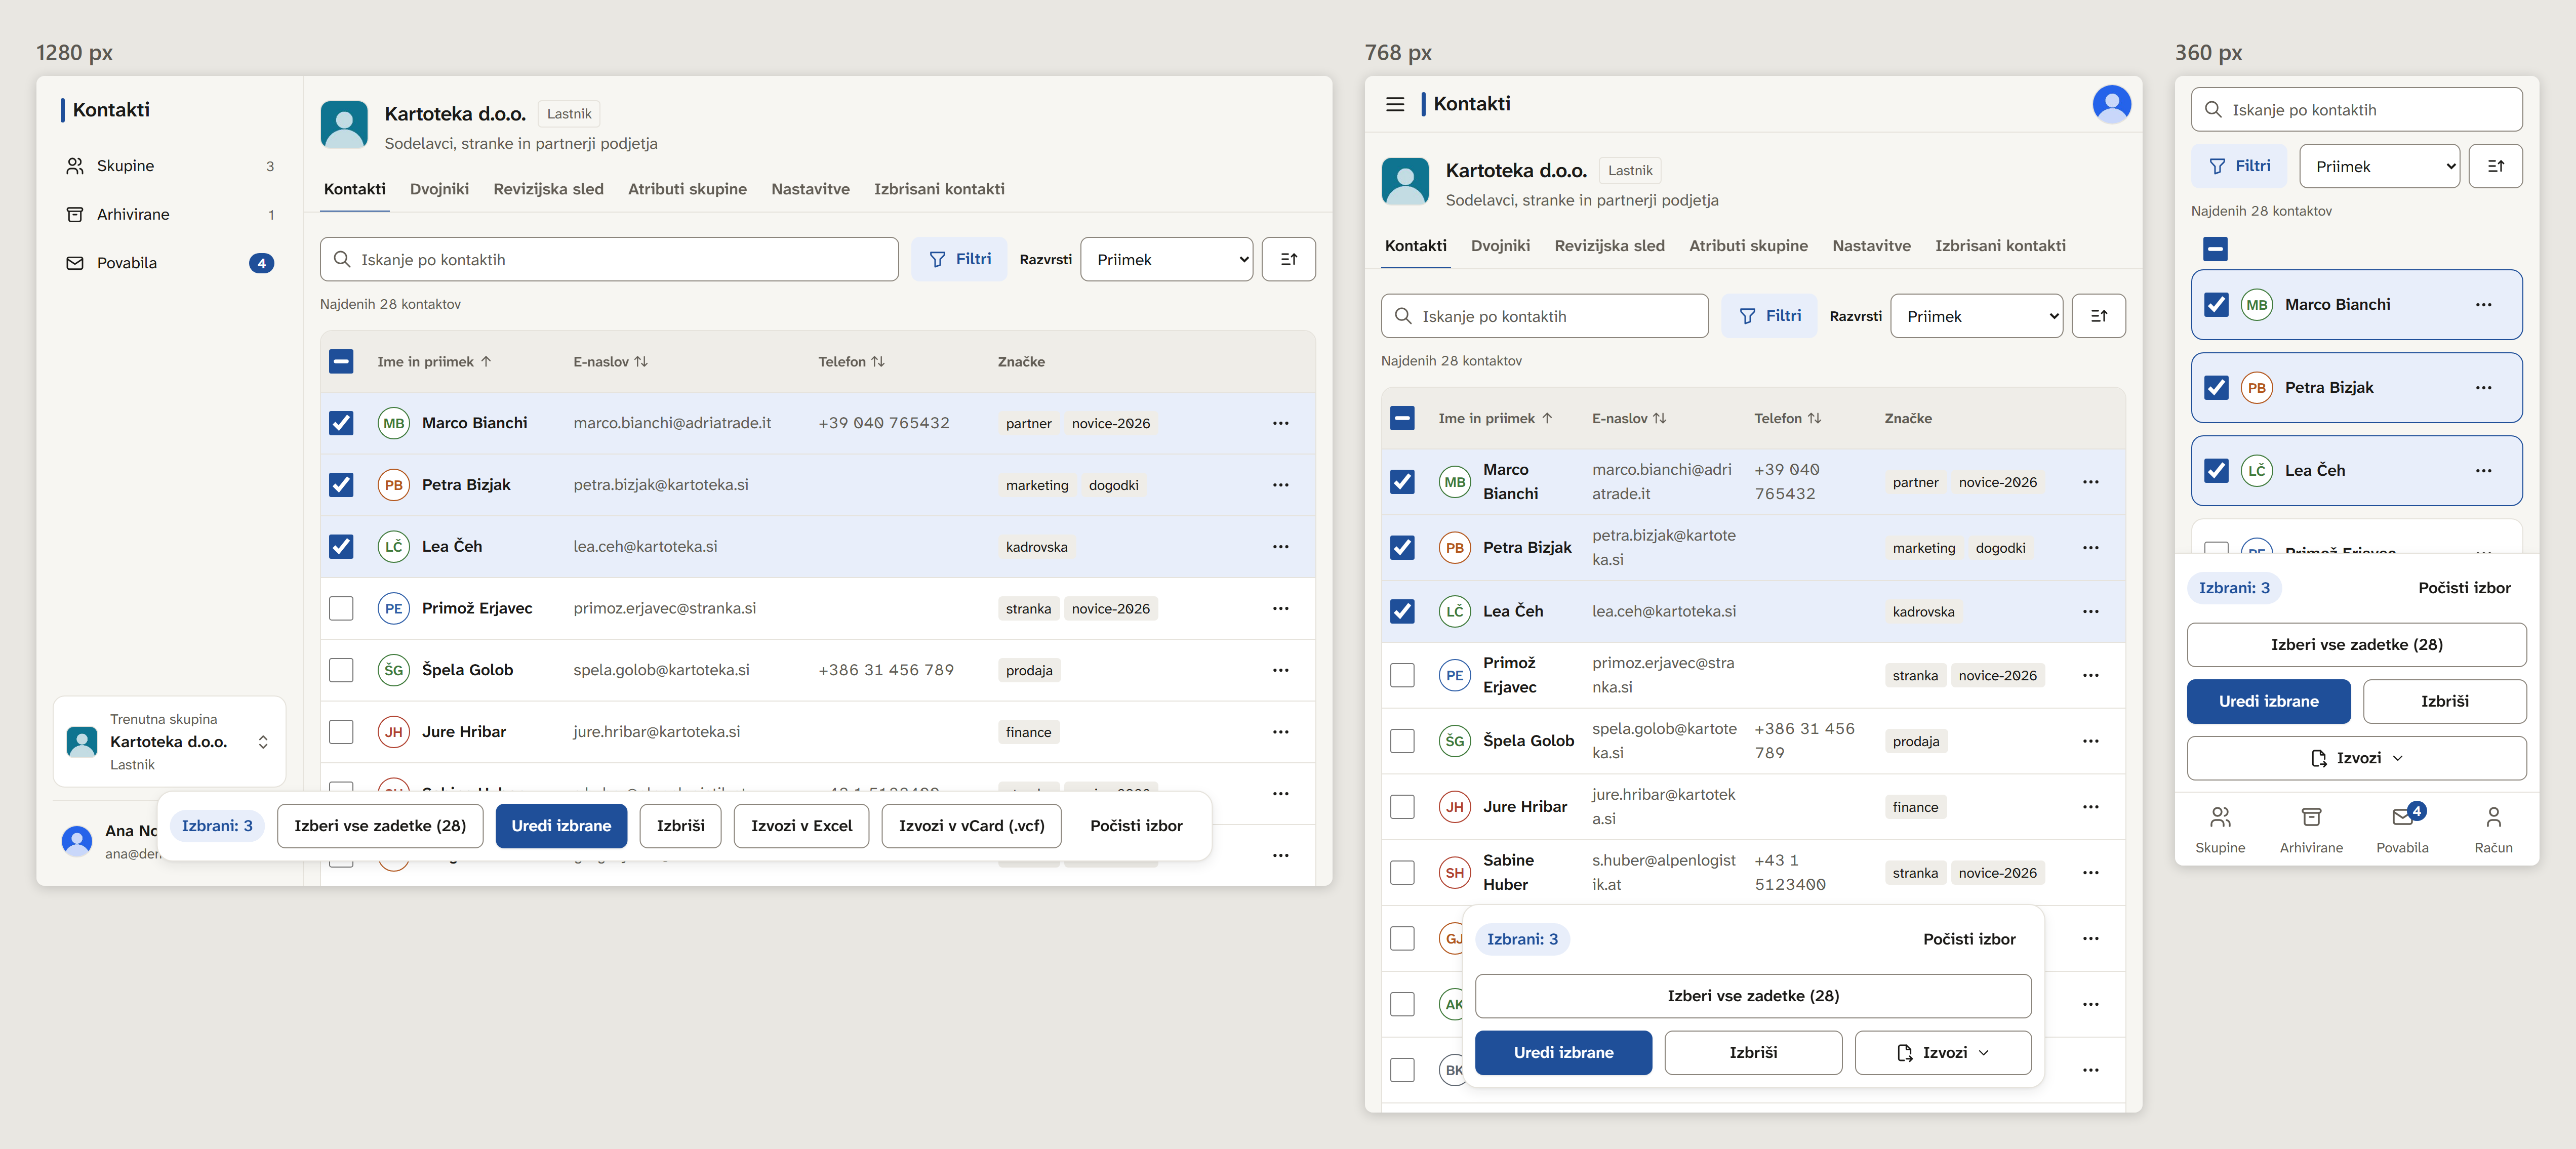 1280 px
Kontakti
Skupine 3
Arhivirane 1
Povabila 4
Trenutna skupina
Kartoteka d.o.o.
Lastnik
Ana
Kartoteka d.o.o. Lastnik
Sodelavci, stranke in partnerji podjetja
Kontakti Dvojniki Revizijska sled Atributi skupine Nastavitve Izbrisani kontakti
Iskanje po kontaktih Filtri Razvrsti Priimek
Najdenih 28 kontaktov
Ime in priimek E-naslov Telefon Značke
MB Marco Bianchi marco.bianchi@adriatrade.it +39 040 765432 partner novice-2026
PB Petra Bizjak petra.bizjak@kartoteka.si marketing dogodki
LČ Lea Čeh lea.ceh@kartoteka.si kadrovska
PE Primož Erjavec primoz.erjavec@stranka.si stranka novice-2026
ŠG Špela Golob spela.golob@kartoteka.si +386 31 456 789 prodaja
JH Jure Hribar jure.hribar@kartoteka.si finance
Izbrani: 3 Izberi vse zadetke (28) Uredi izbrane Izbriši Izvozi v Excel Izvozi v vCard (.vcf) Počisti izbor
768 px
Kontakti
Kartoteka d.o.o. Lastnik
Sodelavci, stranke in partnerji podjetja
Kontakti Dvojniki Revizijska sled Atributi skupine Nastavitve Izbrisani kontakti
Iskanje po kontaktih Filtri Razvrsti Priimek
Najdenih 28 kontaktov
Ime in priimek E-naslov Telefon Značke
MB Marco Bianchi marco.bianchi@adri
atrade.it +39 040
765432 partner novice-2026
PB Petra Bizjak petra.bizjak@kartote
ka.si marketing dogodki
LČ Lea Čeh lea.ceh@kartoteka.si kadrovska
PE Primož
Erjavec primoz.erjavec@stra
nka.si stranka novice-2026
ŠG Špela Golob spela.golob@kartote
ka.si +386 31 456
789 prodaja
JH Jure Hribar jure.hribar@kartotek
a.si finance
SH Sabine
Huber s.huber@alpenlogist
ik.at +43 1
5123400 stranka novice-2026
GJ
AK
BK
Izbrani: 3 Počisti izbor
Izberi vse zadetke (28)
Uredi izbrane Izbriši Izvozi
360 px
Iskanje po kontaktih
Filtri Priimek
Najdenih 28 kontaktov
MB Marco Bianchi
PB Petra Bizjak
LČ Lea Čeh
PE Primož Erjavec
Izbrani: 3 Počisti izbor
Izberi vse zadetke (28)
Uredi izbrane Izbriši
Izvozi
Skupine Arhivirane Povabila 4 Račun